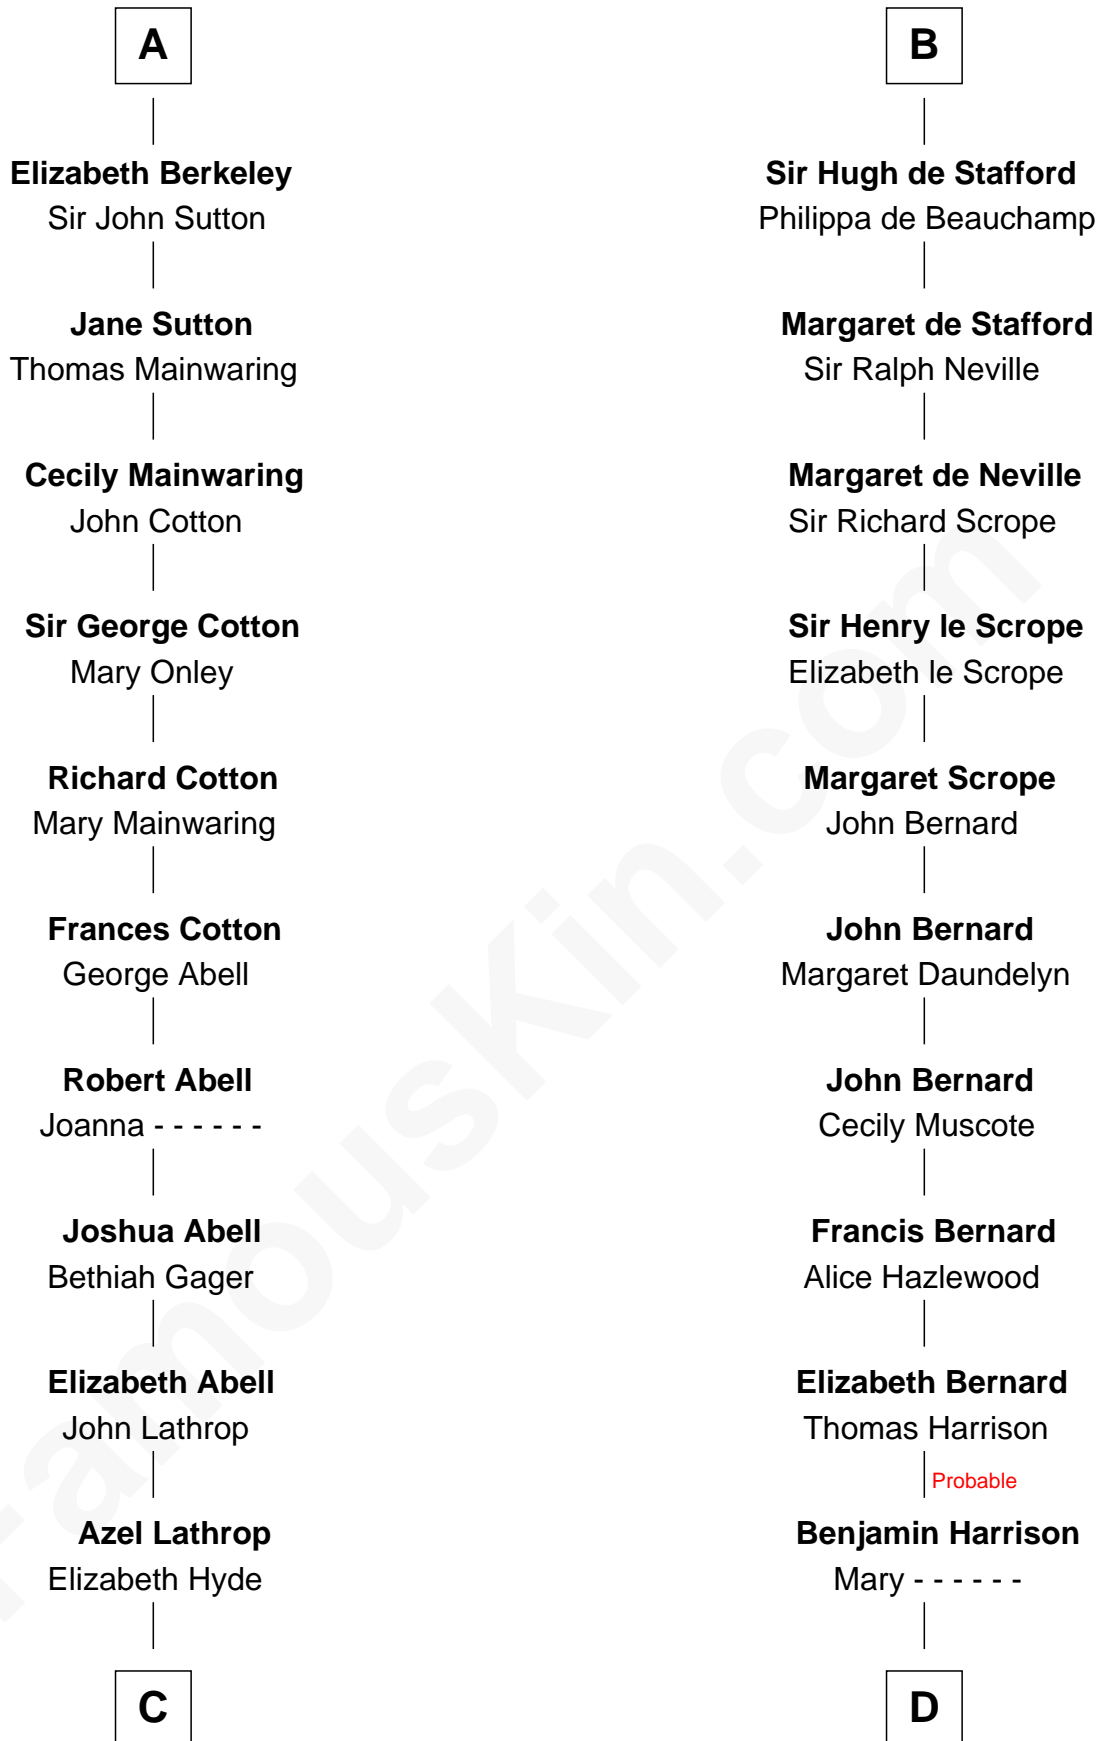 A
Elizabeth Berkeley
Sir John Sutton
Jane Sutton
Thomas Mainwaring
Cecily Mainwaring
John Cotton
Sir George Cotton
Mary Onley
Richard Cotton
Mary Mainwaring
Frances Cotton
George Abell
Robert Abell
Joanna - - - - - -
Joshua Abell
Bethiah Gager
Elizabeth Abell
John Lathrop
Azel Lathrop
Elizabeth Hyde
C
B
Sir Hugh de Stafford
Philippa de Beauchamp
Margaret de Stafford
Sir Ralph Neville
Margaret de Neville
Sir Richard Scrope
Sir Henry le Scrope
Elizabeth le Scrope
Margaret Scrope
John Bernard
John Bernard
Margaret Daundelyn
John Bernard
Cecily Muscote
Francis Bernard
Alice Hazlewood
Elizabeth Bernard
Thomas Harrison
Probable
Benjamin Harrison
Mary - - - - - -
D
FamousKin.com